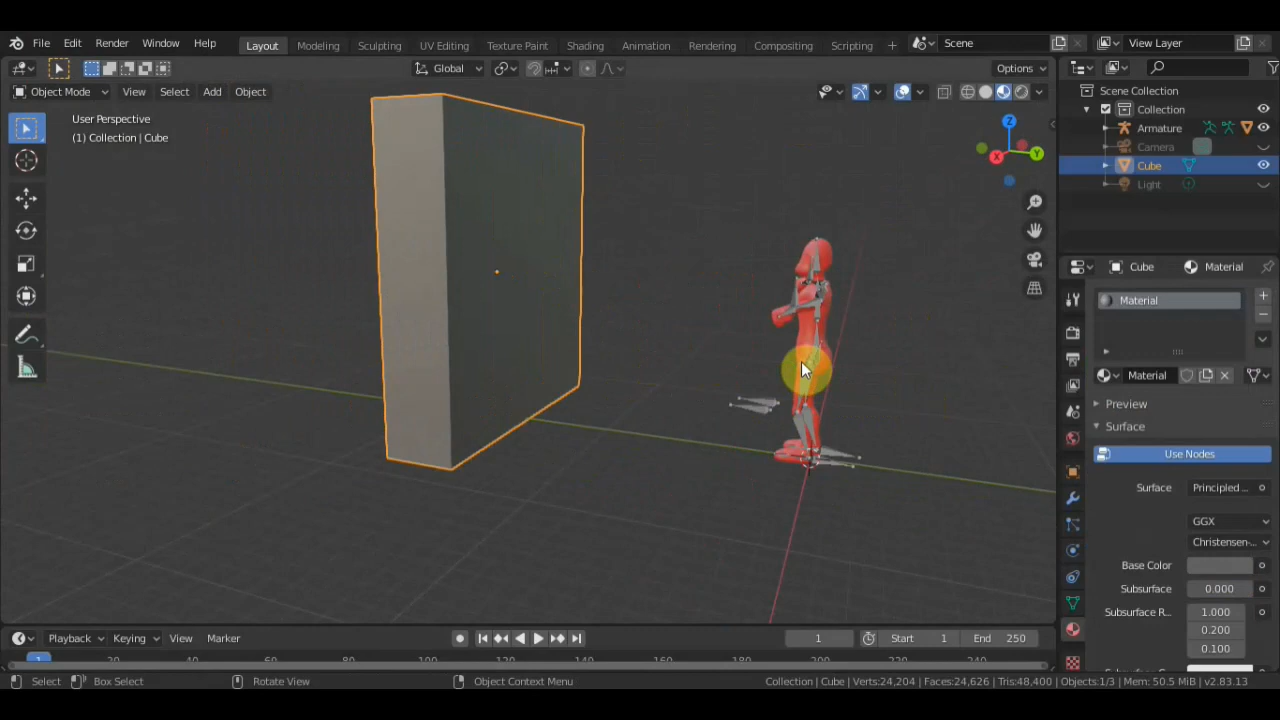 File Edit Render Window Help Layout Modeling Sculpting UV Editing Texture Paint Shading Animation Rendering Compositing Scripting + Scene View Layer
Global Options
Object Mode View Select Add Object
User Perspective
(1) Collection | Cube
Z
X Y
Scene Collection
Collection
Armature
Camera
Cube
Light
Cube Material
Material
Material
Preview
Surface
Use Nodes
Surface Principled ...
GGX
Christensen-...
Base Color
Subsurface 0.000
Subsurface R... 1.000
0.200
0.100
Playback Keying View Marker 1 Start 1 End 250
1 20 40 60 80 100 120 140 160 180 200 220 240
Select Box Select Rotate View Object Context Menu Collection | Cube | Verts:24,204 | Faces:24,626 | Tris:48,400 | Objects:1/3 | Mem: 50.5 MiB | v2.83.13